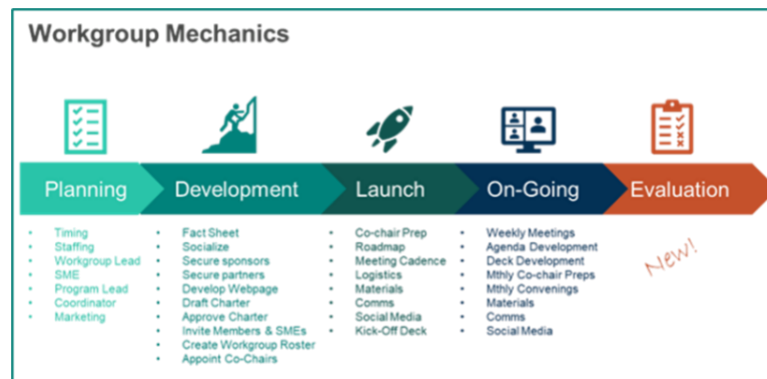 Workgroup Mechanics
Planning
Development
Launch
On-Going
Evaluation
• Timing
• Staffing
• Workgroup Lead
• SME
• Program Lead
• Coordinator
• Marketing
• Fact Sheet
• Socialize
• Secure sponsors
• Secure partners
• Develop Webpage
• Draft Charter
• Approve Charter
• Invite Members & SMEs
• Create Workgroup Roster
• Appoint Co-Chairs
• Co-chair Prep
• Roadmap
• Meeting Cadence
• Logistics
• Materials
• Comms
• Social Media
• Kick-Off Deck
• Weekly Meetings
• Agenda Development
• Deck Development
• Mthly Co-chair Preps
• Mthly Convenings
• Materials
• Comms
• Social Media
New!